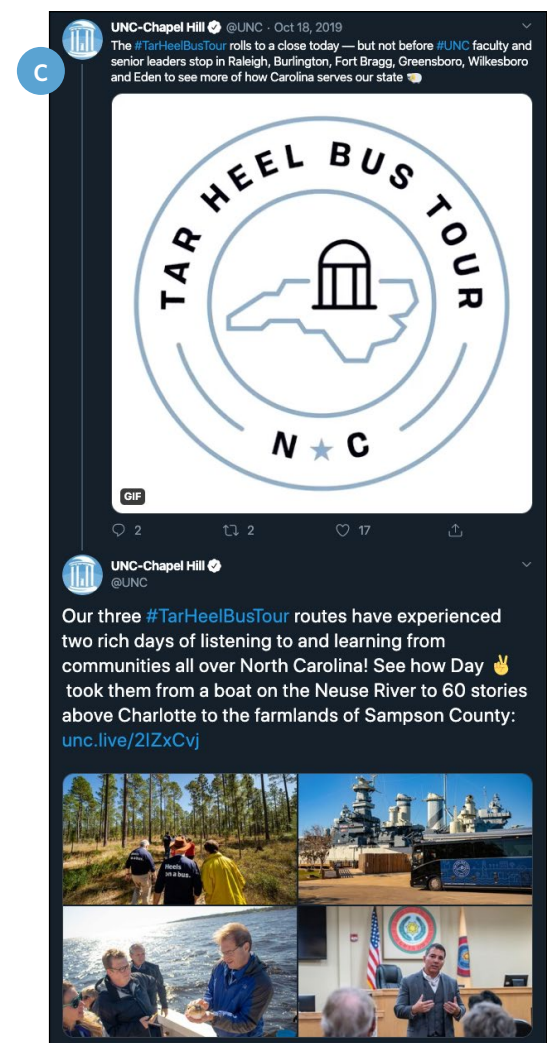 C
UNC-Chapel Hill @UNC · Oct 18, 2019
The #TarHeelBusTour rolls to a close today — but not before #UNC faculty and
senior leaders stop in Raleigh, Burlington, Fort Bragg, Greensboro, Wilkesboro
and Eden to see more of how Carolina serves our state 🐏
TAR HEEL BUS TOUR
N ★ C
GIF
2 2 17
UNC-Chapel Hill
@UNC
Our three #TarHeelBusTour routes have experienced
two rich days of listening to and learning from
communities all over North Carolina! See how Day ✌
took them from a boat on the Neuse River to 60 stories
above Charlotte to the farmlands of Sampson County:
unc.live/2IZxCvj
Heels
on a bus.